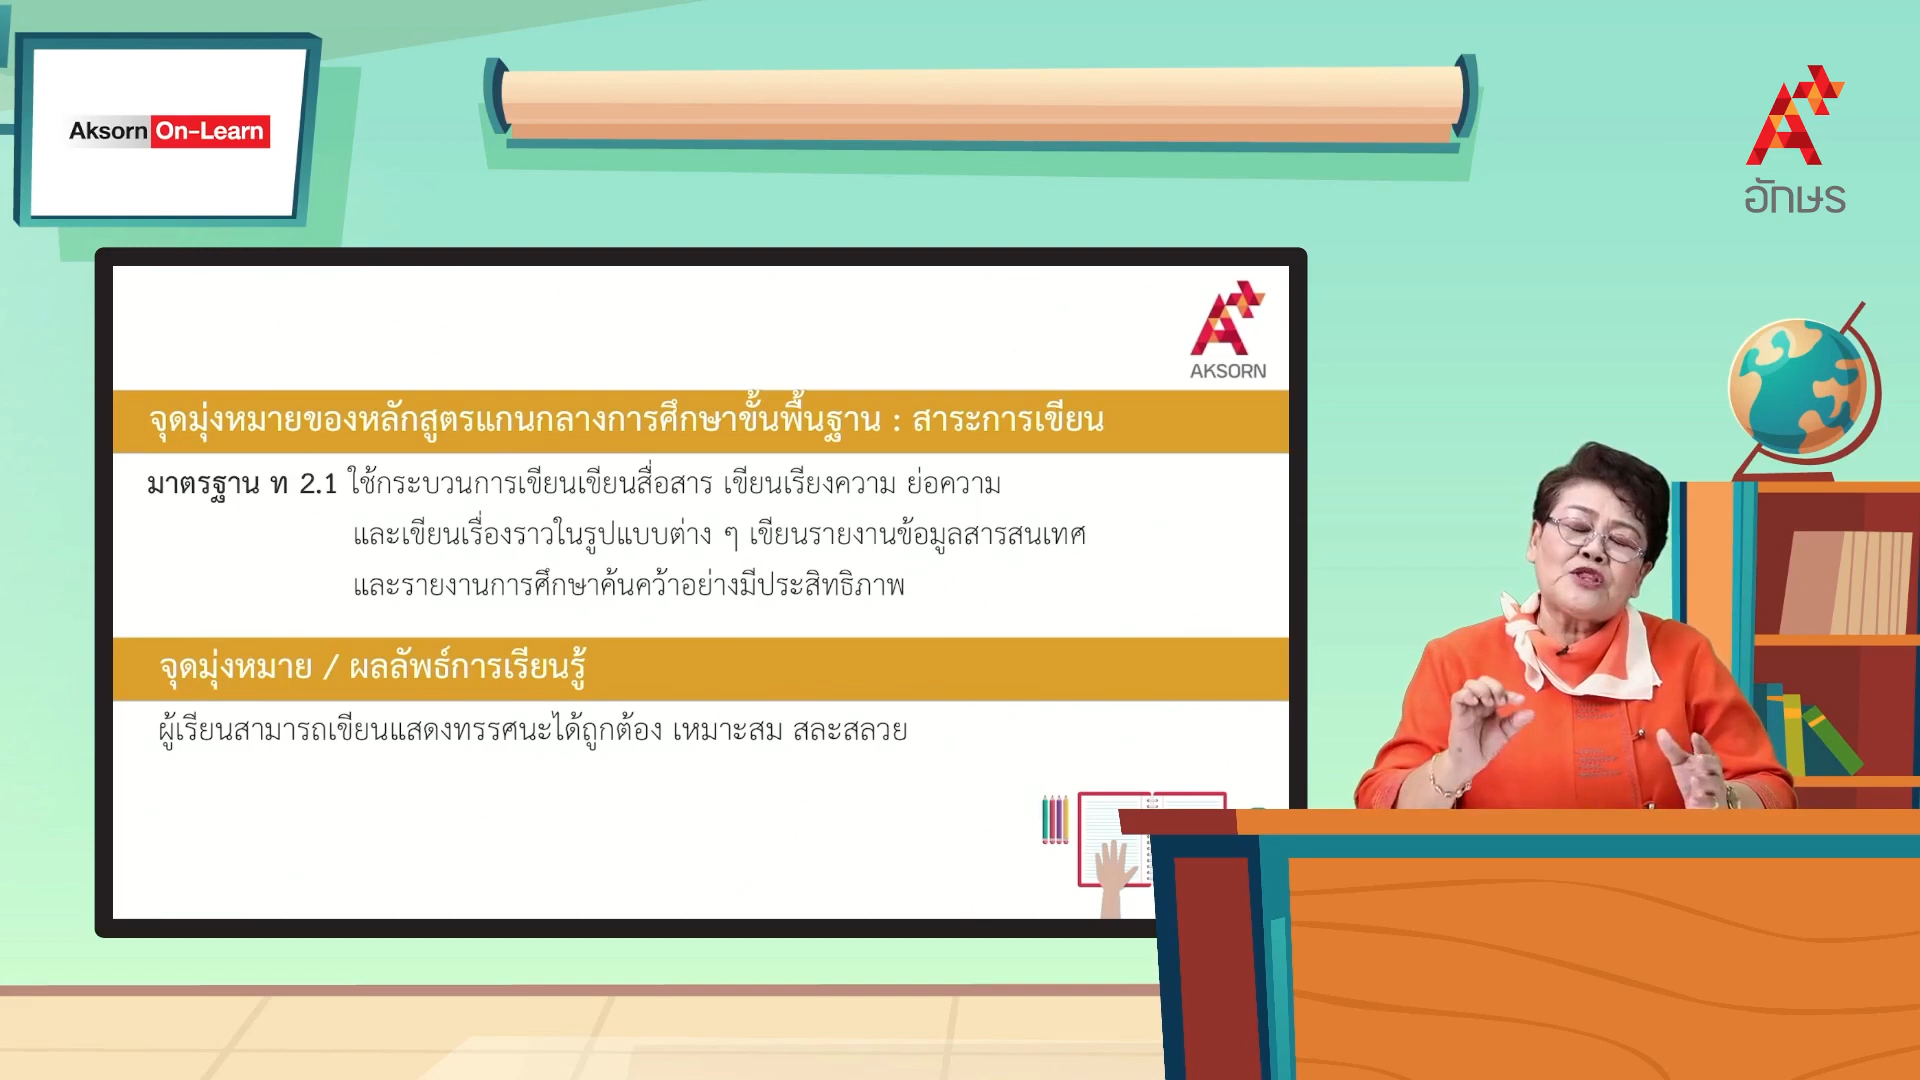 Aksorn On-Learn
อักษร
AKSORN
จุดมุ่งหมายของหลักสูตรแกนกลางการศึกษาขั้นพื้นฐาน : สาระการเขียน
มาตรฐาน ท 2.1 ใช้กระบวนการเขียนเขียนสื่อสาร เขียนเรียงความ ย่อความ
และเขียนเรื่องราวในรูปแบบต่าง ๆ เขียนรายงานข้อมูลสารสนเทศ
และรายงานการศึกษาค้นคว้าอย่างมีประสิทธิภาพ
จุดมุ่งหมาย / ผลลัพธ์การเรียนรู้
ผู้เรียนสามารถเขียนแสดงทรรศนะได้ถูกต้อง เหมาะสม สละสลวย